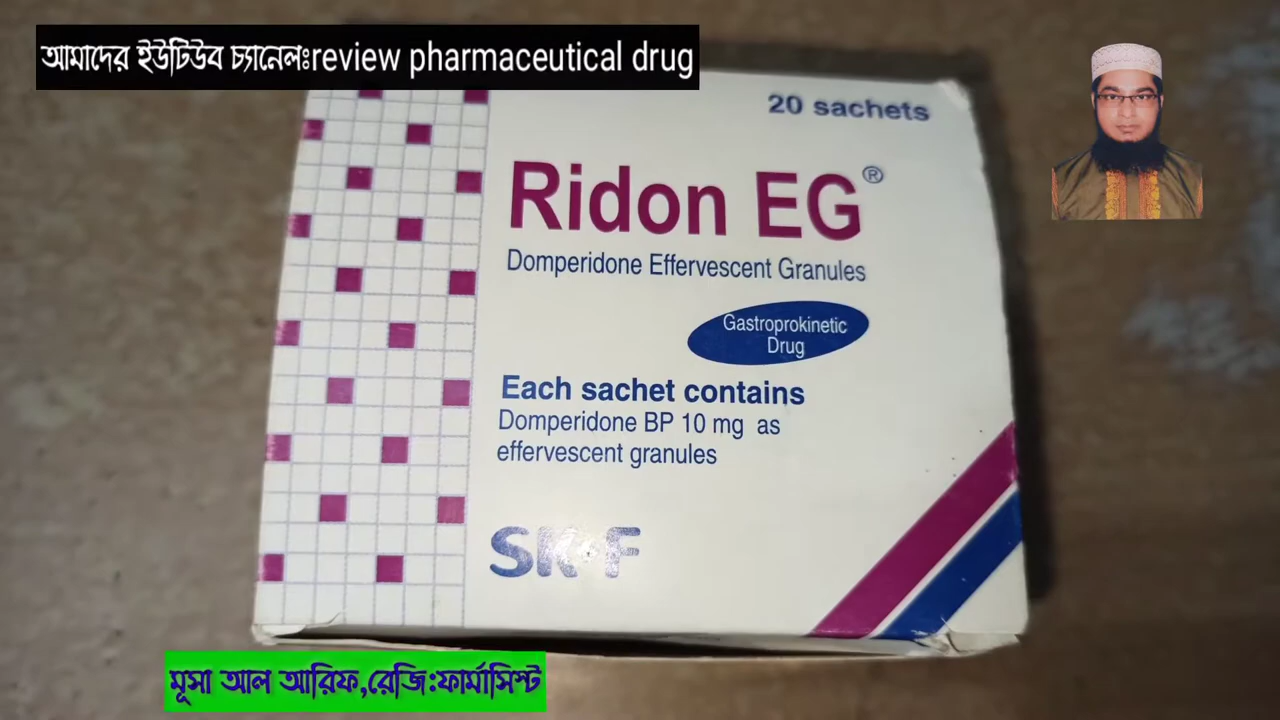 আমাদের ইউটিউব চ্যানেলঃreview pharmaceutical drug
20 sachets
Ridon EG®
Domperidone Effervescent Granules
Gastroprokinetic
Drug
Each sachet contains
Domperidone BP 10 mg as
effervescent granules
SK+F
মূসা আল আরিফ,রেজি:ফার্মাসিস্ট